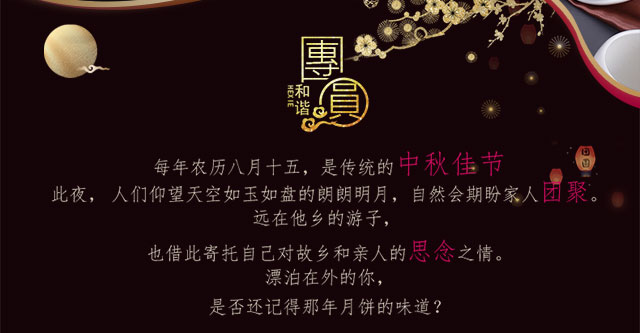 團員
和谐
HEXIE
每年农历八月十五，是传统的中秋佳节
此夜，人们仰望天空如玉如盘的朗朗明月，自然会期盼家人团聚。
远在他乡的游子，
也借此寄托自己对故乡和亲人的思念之情。
漂泊在外的你，
是否还记得那年月饼的味道？